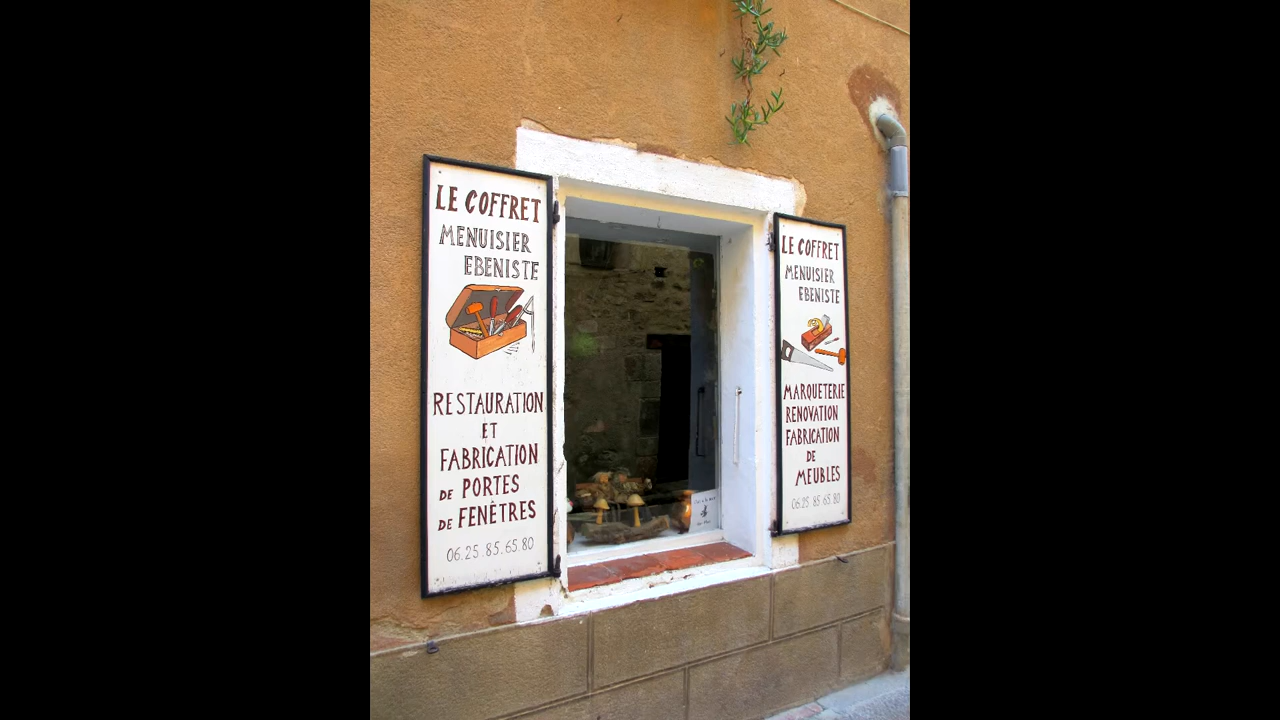 LE COFFRET
MENUISIER
EBENISTE
RESTAURATION
ET
FABRICATION
DE PORTES
DE FENÊTRES
06.25.85.65.80
LE COFFRET
MENUISIER
EBENISTE
MARQUETERIE
RENOVATION
FABRICATION
DE
MEUBLES
06.25.85.65.80